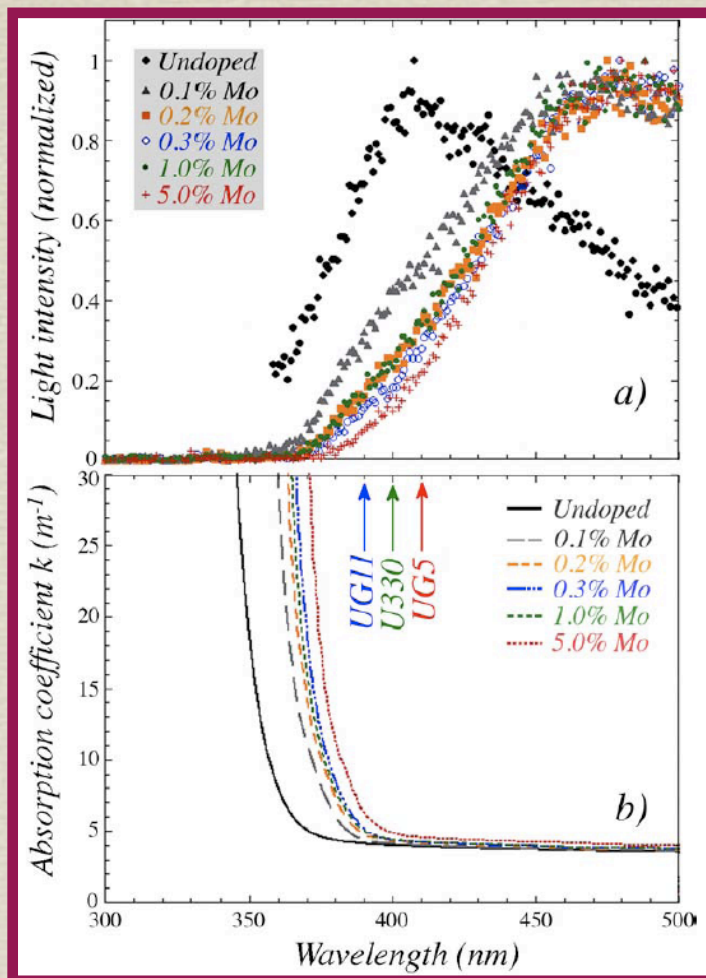 Light intensity (normalized)
1
0.8
0.6
0.4
0.2
0
Undoped
0.1% Mo
0.2% Mo
0.3% Mo
1.0% Mo
5.0% Mo
a)
Absorption coefficient k (m⁻¹)
30
25
20
15
10
5
0
UG11
U330
UG5
Undoped
0.1% Mo
0.2% Mo
0.3% Mo
1.0% Mo
5.0% Mo
b)
300 350 400 450 500
Wavelength (nm)